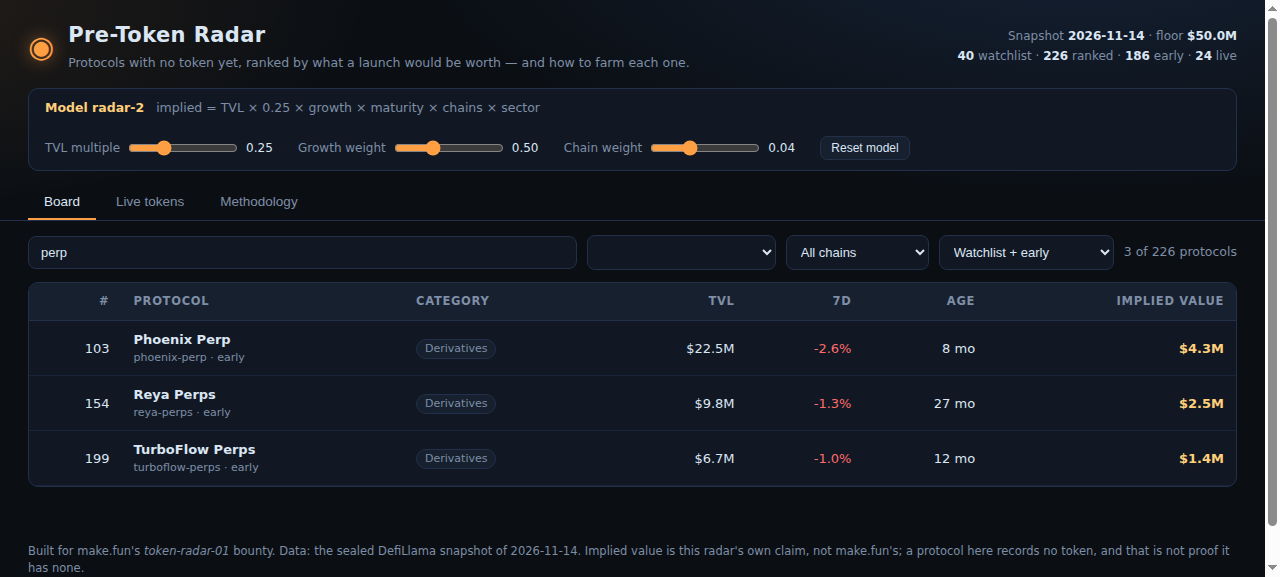 Pre-Token Radar
Protocols with no token yet, ranked by what a launch would be worth — and how to farm each one.
Snapshot 2026-11-14 · floor $50.0M
40 watchlist · 226 ranked · 186 early · 24 live
Model radar-2 implied = TVL × 0.25 × growth × maturity × chains × sector
TVL multiple 0.25 Growth weight 0.50 Chain weight 0.04 Reset model
Board Live tokens Methodology
perp All chains Watchlist + early 3 of 226 protocols
# PROTOCOL CATEGORY TVL 7D AGE IMPLIED VALUE
103 Phoenix Perp Derivatives $22.5M -2.6% 8 mo $4.3M
phoenix-perp · early
154 Reya Perps Derivatives $9.8M -1.3% 27 mo $2.5M
reya-perps · early
199 TurboFlow Perps Derivatives $6.7M -1.0% 12 mo $1.4M
turboflow-perps · early
Built for make.fun's token-radar-01 bounty. Data: the sealed DefiLlama snapshot of 2026-11-14. Implied value is this radar's own claim, not make.fun's; a protocol here records no token, and that is not proof it
has none.